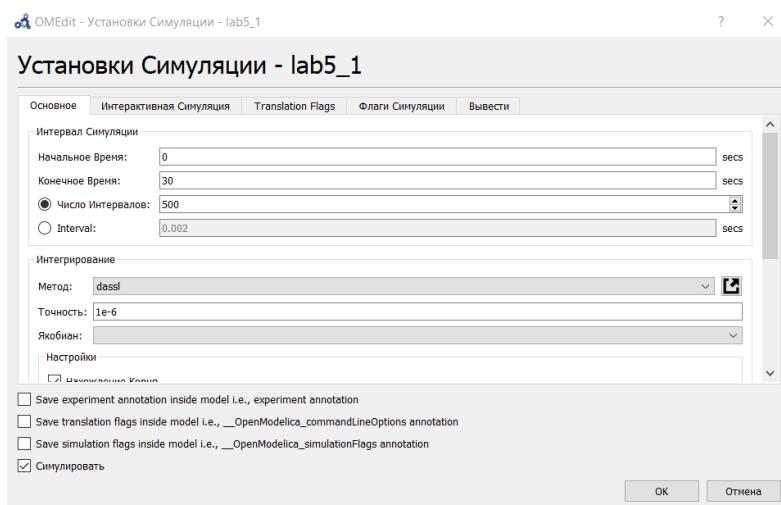 OMEdit - Установки Симуляции - lab5_1 ? ×
Установки Симуляции - lab5_1
Основное Интерактивная Симуляция Translation Flags Флаги Симуляции Вывести
Интервал Симуляции
Начальное Время: 0 secs
Конечное Время: 30 secs
Число Интервалов: 500
Interval: 0.002 secs
Интегрирование
Метод: dassl
Точность: 1e-6
Якобиан:
Настройки
Нахождение Корня
Save experiment annotation inside model i.e., experiment annotation
Save translation flags inside model i.e., __OpenModelica_commandLineOptions annotation
Save simulation flags inside model i.e., __OpenModelica_simulationFlags annotation
Симулировать
OK Отмена